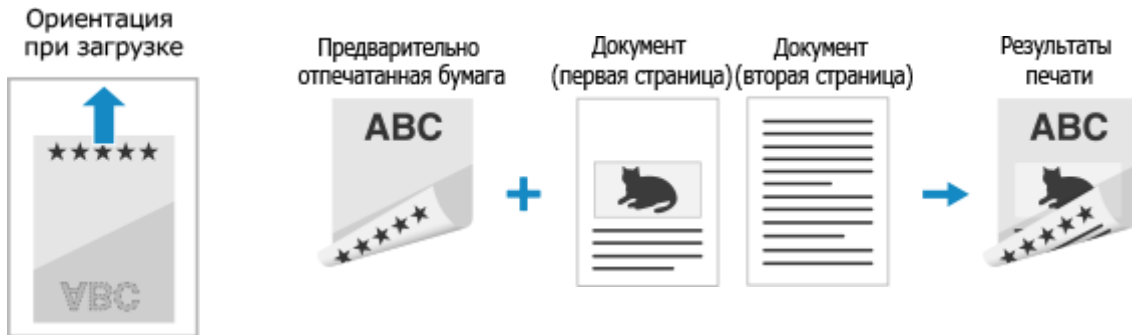 Ориентация
при загрузке
★★★★★
ABC
Предварительно
отпечатанная бумага
ABC
★★★★★
Документ
(первая страница)
Документ
(вторая страница)
Результаты
печати
ABC
★★★★★